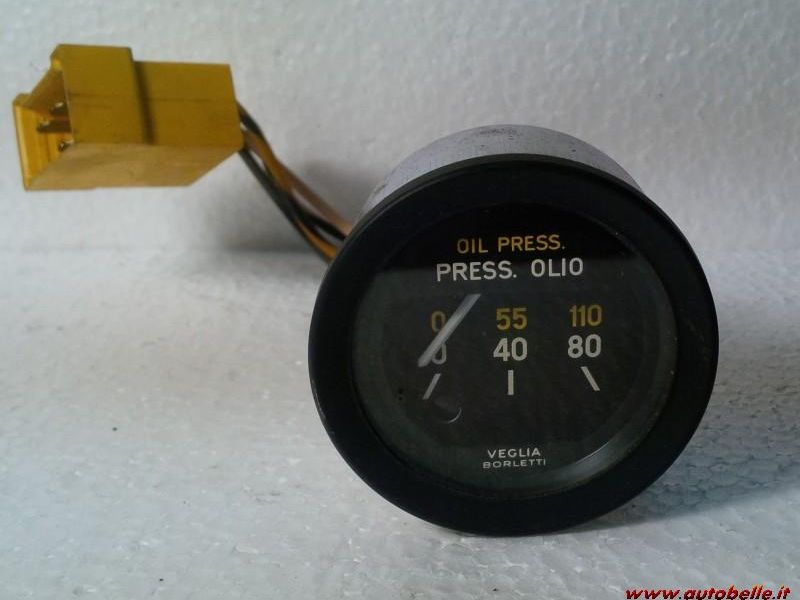 OIL PRESS.
PRESS. OLIO
0 55 110
0 40 80
VEGLIA
BORLETTI
www.autobelle.it